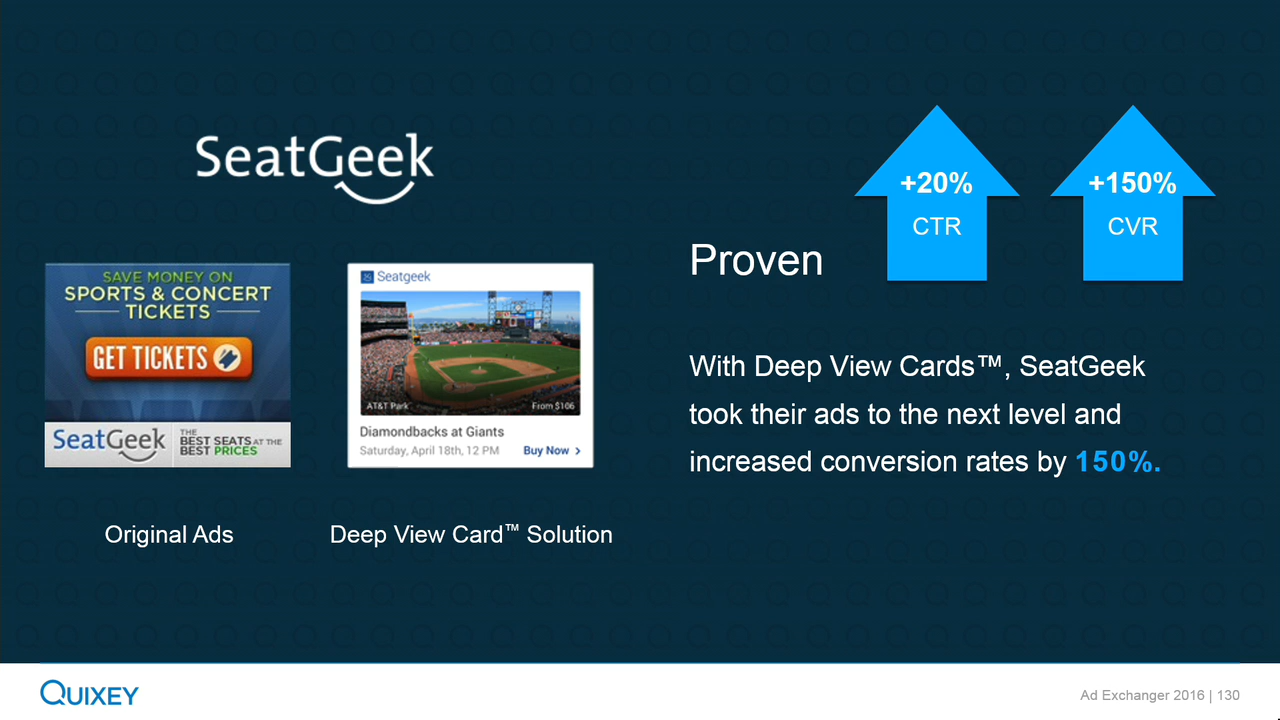 SeatGeek
SAVE MONEY ON
SPORTS & CONCERT
TICKETS
GET TICKETS
SeatGeek
THE
BEST SEATS AT THE
BEST PRICES
Original Ads
Seatgeek
AT&T Park
From $106
Diamondbacks at Giants
Saturday, April 18th, 12 PM
Buy Now >
Deep View Card™ Solution
Proven
+20%
CTR
+150%
CVR
With Deep View Cards™, SeatGeek
took their ads to the next level and
increased conversion rates by 150%.
QUIXEY
Ad Exchanger 2016 | 130